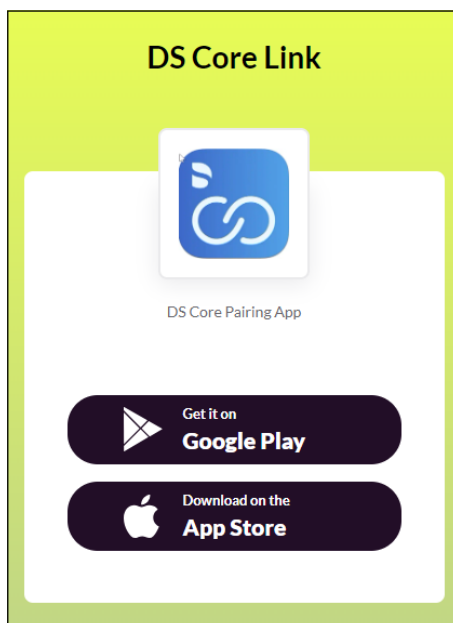 DS Core Link
DS Core Pairing App
Get it on
Google Play
Download on the
App Store